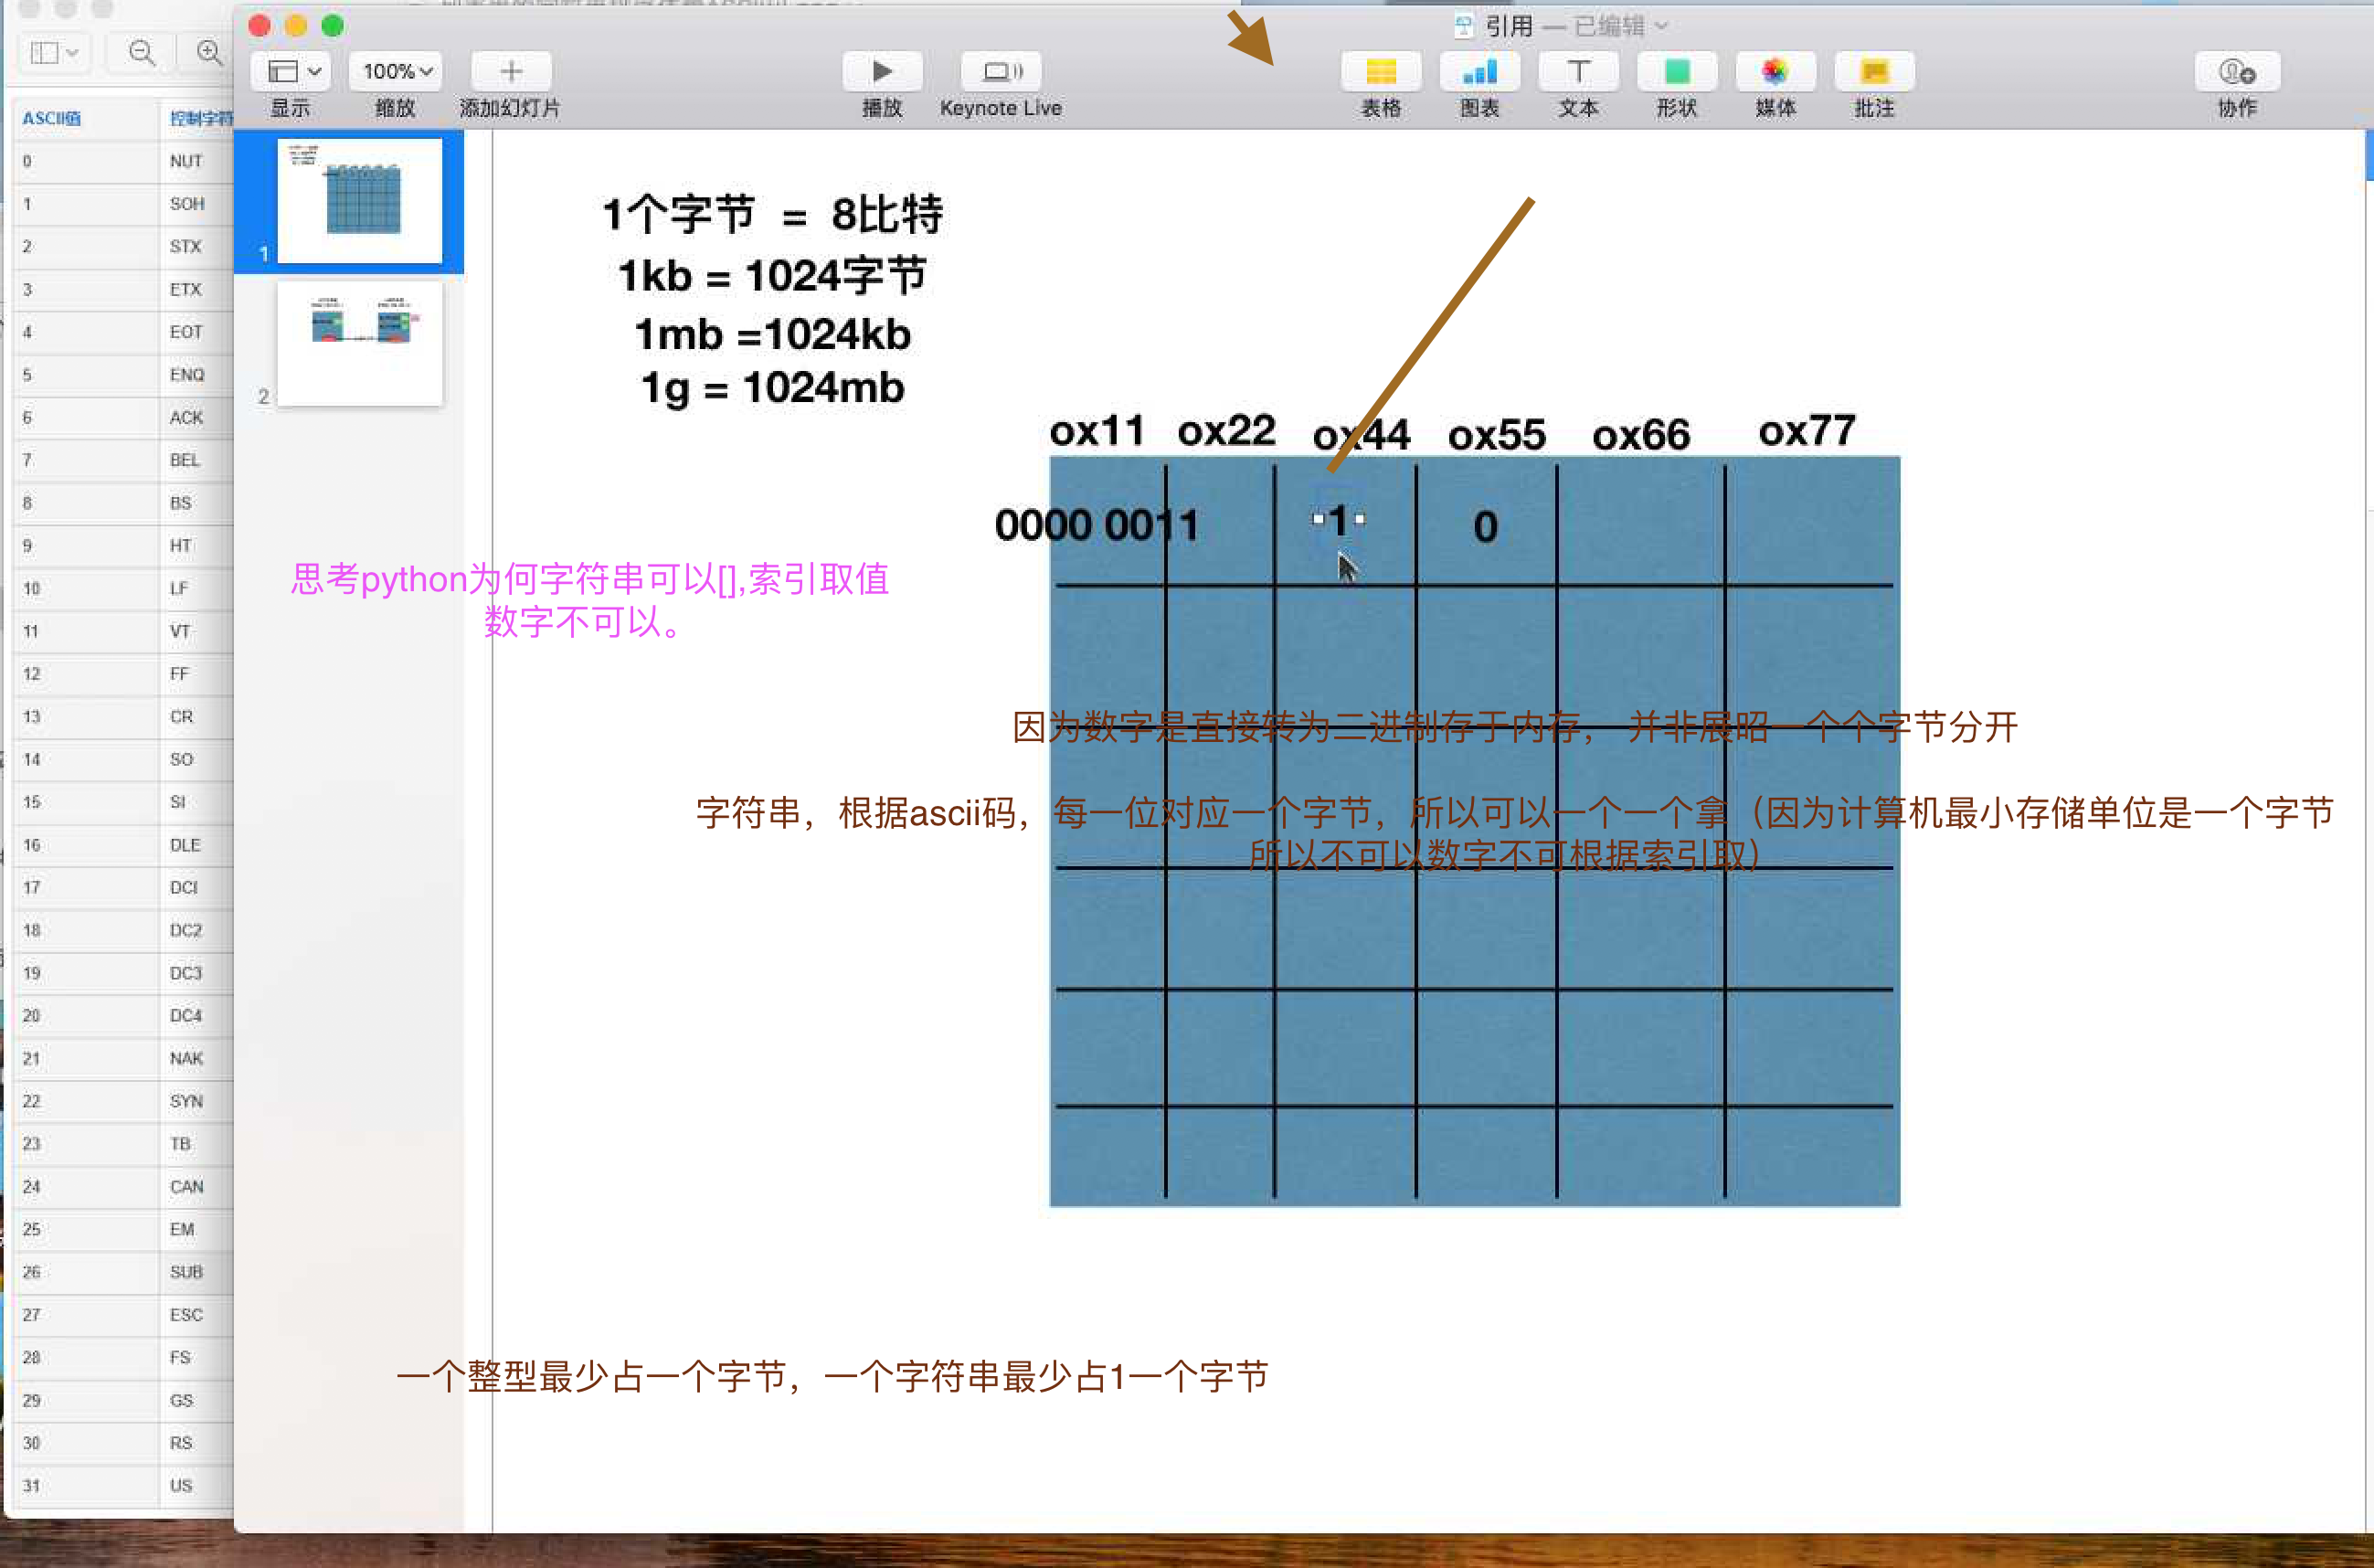 引用 — 已编辑
100%
显示
缩放
添加幻灯片
播放
Keynote Live
表格
图表
文本
形状
媒体
批注
协作
ASCII值 控制字符
0 NUT
1 SOH
2 STX
3 ETX
4 EOT
5 ENQ
6 ACK
7 BEL
8 BS
9 HT
10 LF
11 VT
12 FF
13 CR
14 SO
15 SI
16 DLE
17 DCI
18 DC2
19 DC3
20 DC4
21 NAK
22 SYN
23 TB
24 CAN
25 EM
26 SUB
27 ESC
28 FS
29 GS
30 RS
31 US
1
2
1个字节 = 8比特
1kb = 1024字节
1mb =1024kb
1g = 1024mb
ox11 ox22 ox44 ox55 ox66 ox77
0000 0011 1 0
思考python为何字符串可以[],索引取值
数字不可以。
因为数字是直接转为二进制存于内存， 并非展昭一个个字节分开
字符串，根据ascii码，每一位对应一个字节，所以可以一个一个拿（因为计算机最小存储单位是一个字节
所以不可以数字不可根据索引取）
一个整型最少占一个字节，一个字符串最少占1一个字节